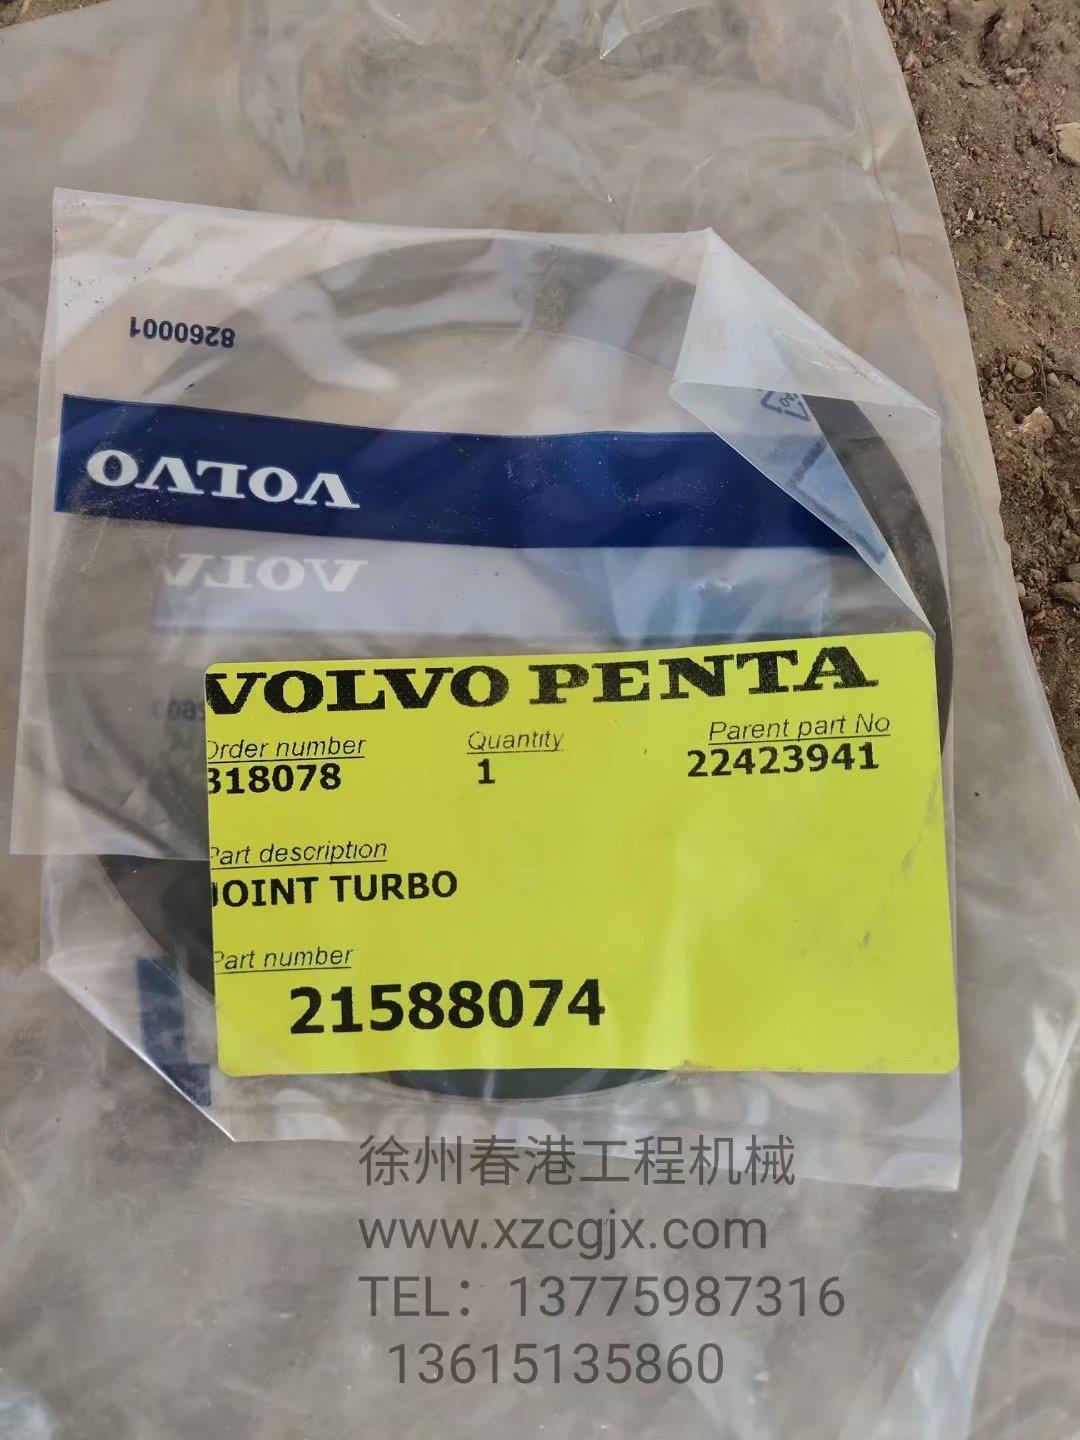 8260001
VOLVO
VOLV
VOLVO PENTA
Order number Quantity Parent part No
318078 1 22423941
Part description
JOINT TURBO
Part number
21588074
徐州春港工程机械
www.xzcgjx.com
TEL：13775987316
13615135860